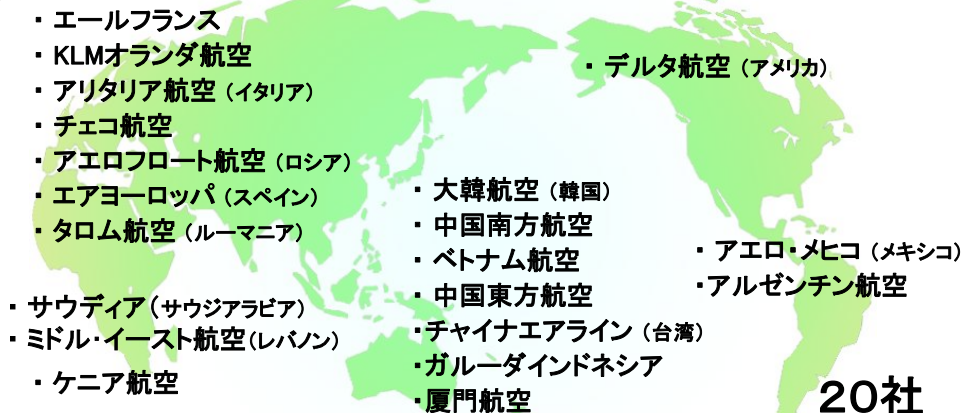 ・エールフランス
・KLMオランダ航空
・アリタリア航空（イタリア）
・チェコ航空
・アエロフロート航空（ロシア）
・エアヨーロッパ（スペイン）
・タロム航空（ルーマニア）
・サウディア（サウジアラビア）
・ミドル・イースト航空（レバノン）
・ケニア航空
・大韓航空（韓国）
・中国南方航空
・ベトナム航空
・中国東方航空
・チャイナエアライン（台湾）
・ガルーダインドネシア
・厦門航空
・デルタ航空（アメリカ）
・アエロ・メヒコ（メキシコ）
・アルゼンチン航空
20社